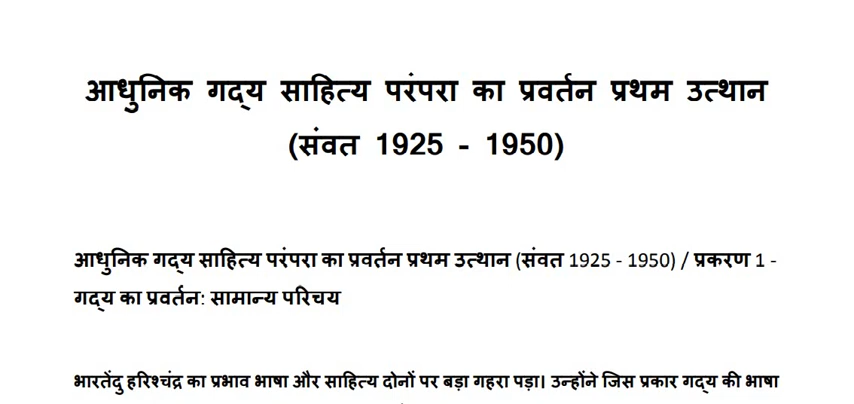 आधुनिक गद्य साहित्य परंपरा का प्रवर्तन प्रथम उत्थान
(संवत 1925 - 1950)
आधुनिक गद्य साहित्य परंपरा का प्रवर्तन प्रथम उत्थान (संवत 1925 - 1950) / प्रकरण 1 -
गद्य का प्रवर्तन: सामान्य परिचय
भारतेंदु हरिश्चंद्र का प्रभाव भाषा और साहित्य दोनों पर बड़ा गहरा पड़ा। उन्होंने जिस प्रकार गद्य की भाषा